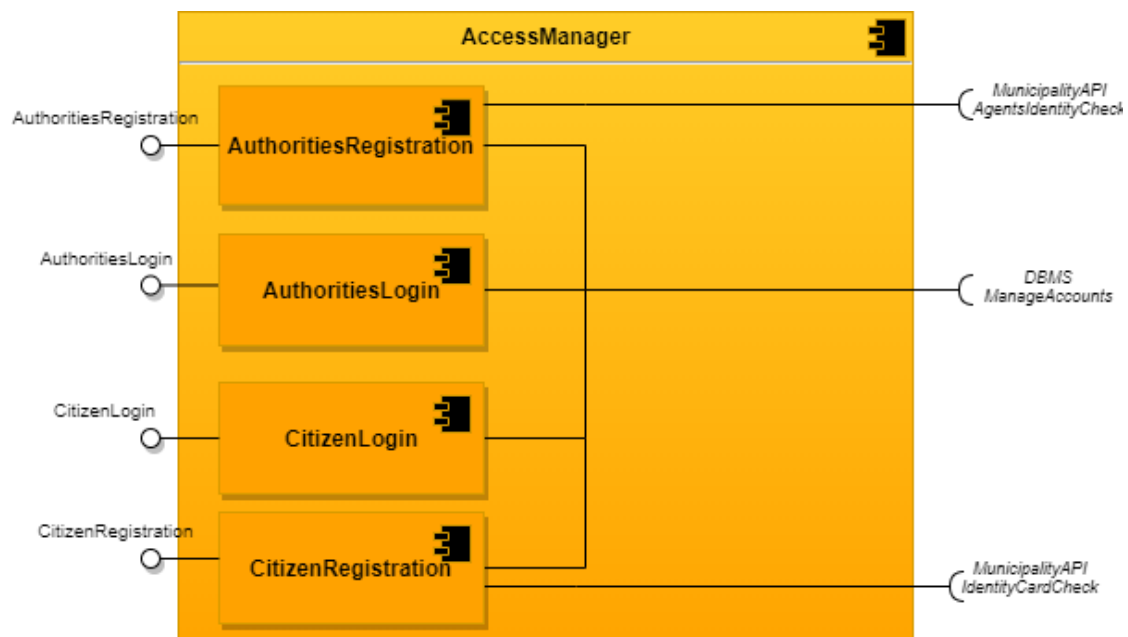 AccessManager
AuthoritiesRegistration
AuthoritiesRegistration
MunicipalityAPI
AgentsIdentityCheck
AuthoritiesLogin
AuthoritiesLogin
DBMS
ManageAccounts
CitizenLogin
CitizenLogin
CitizenRegistration
CitizenRegistration
MunicipalityAPI
IdentityCardCheck